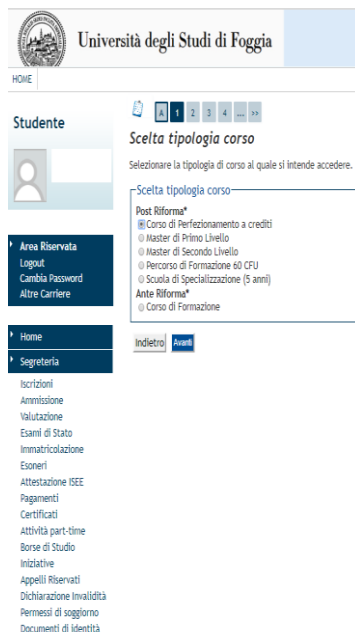 Università degli Studi di Foggia
HOME
Studente
Area Riservata
Logout
Cambia Password
Altre Carriere
Home
Segreteria
Iscrizioni
Ammissione
Valutazione
Esami di Stato
Immatricolazione
Esoneri
Attestazione ISEE
Pagamenti
Certificati
Attività part-time
Borse di Studio
Iniziative
Appelli Riservati
Dichiarazione Invalidità
Permessi di soggiorno
Documenti di identità
A 1 2 3 4 ... >>
Scelta tipologia corso
Selezionare la tipologia di corso al quale si intende accedere.
Scelta tipologia corso
Post Riforma*
Corso di Perfezionamento a crediti
Master di Primo Livello
Master di Secondo Livello
Percorso di Formazione 60 CFU
Scuola di Specializzazione (5 anni)
Ante Riforma*
Corso di Formazione
Indietro Avanti